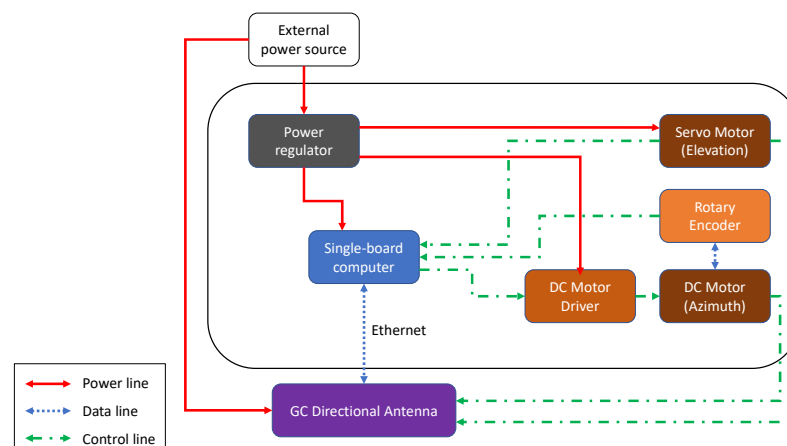 External
power source
Power
regulator
Servo Motor
(Elevation)
Rotary
Encoder
Single-board
computer
DC Motor
Driver
DC Motor
(Azimuth)
Ethernet
GC Directional Antenna
Power line
Data line
Control line